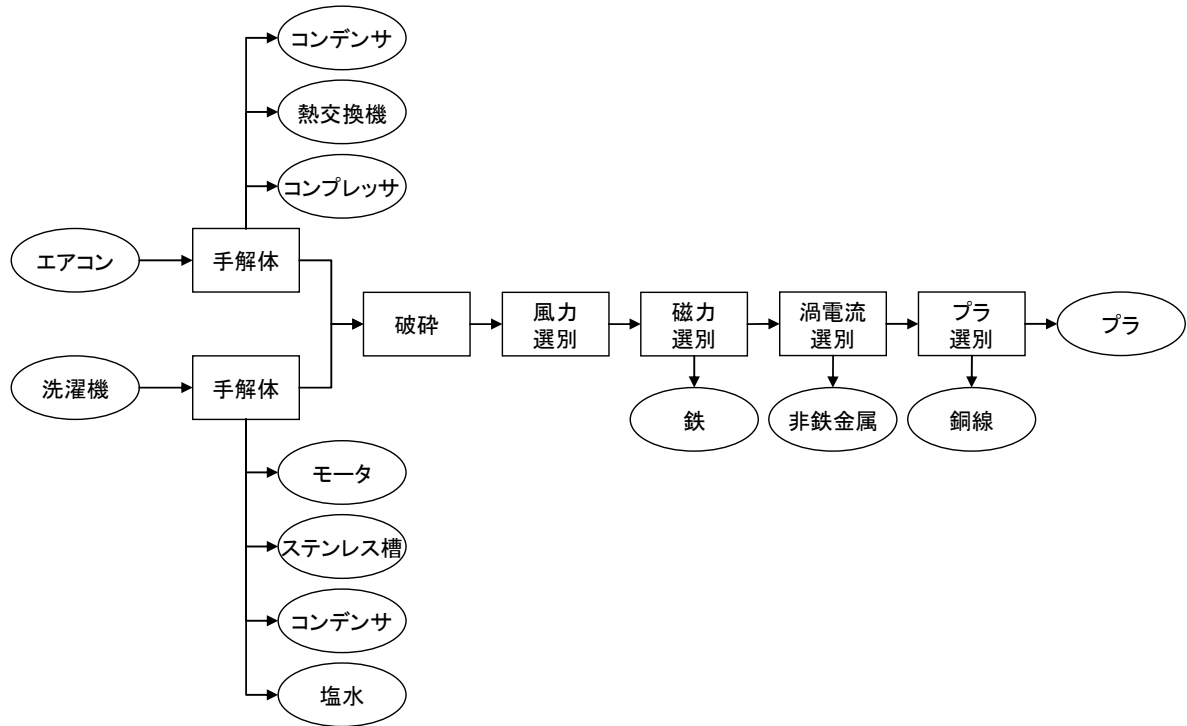 コンデンサ
熱交換機
コンプレッサ
エアコン
手解体
破砕
風力
選別
磁力
選別
渦電流
選別
プラ
選別
プラ
洗濯機
手解体
鉄
非鉄金属
銅線
モータ
ステンレス槽
コンデンサ
塩水